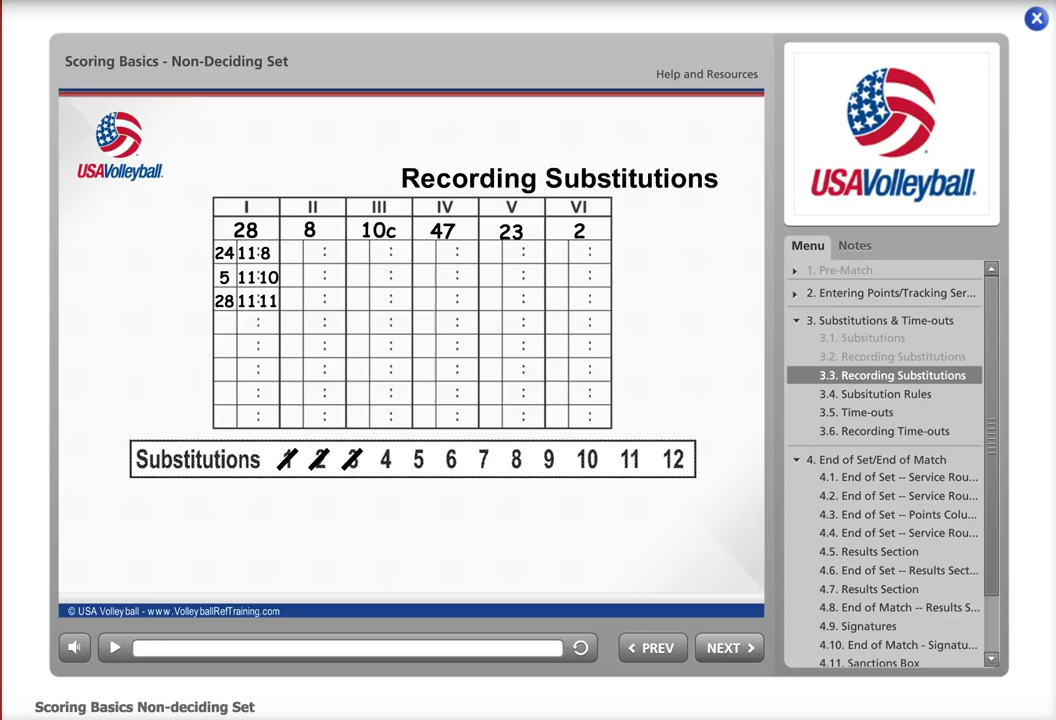 Scoring Basics - Non-Deciding Set
Help and Resources
USAVolleyball.
Recording Substitutions
I II III IV V VI
28 8 10c 47 23 2
24 11:8 : : : : :
5 11:10 : : : : :
28 11:11 : : : : :
: : : : : :
: : : : : :
: : : : : :
: : : : : :
: : : : : :
Substitutions 1 2 3 4 5 6 7 8 9 10 11 12
© USA Volleyball - www.VolleyballRefTraining.com
PREV
NEXT
USAVolleyball.
Menu Notes
1. Pre-Match
2. Entering Points/Tracking Ser...
3. Substitutions & Time-outs
3.1. Subsitutions
3.2. Recording Substitutions
3.3. Recording Substitutions
3.4. Subsitution Rules
3.5. Time-outs
3.6. Recording Time-outs
4. End of Set/End of Match
4.1. End of Set -- Service Rou...
4.2. End of Set -- Service Rou...
4.3. End of Set -- Points Colu...
4.4. End of Set -- Service Rou...
4.5. Results Section
4.6. End of Set -- Results Sect...
4.7. Results Section
4.8. End of Match -- Results S...
4.9. Signatures
4.10. End of Match - Signatu...
4.11. Sanctions Box
Scoring Basics Non-deciding Set